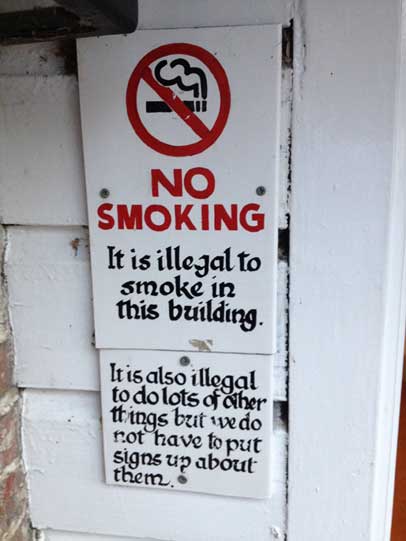 NO
SMOKING
It is illegal to
smoke in
this building.
It is also illegal
to do lots of other
things but we do
not have to put
signs up about
them.